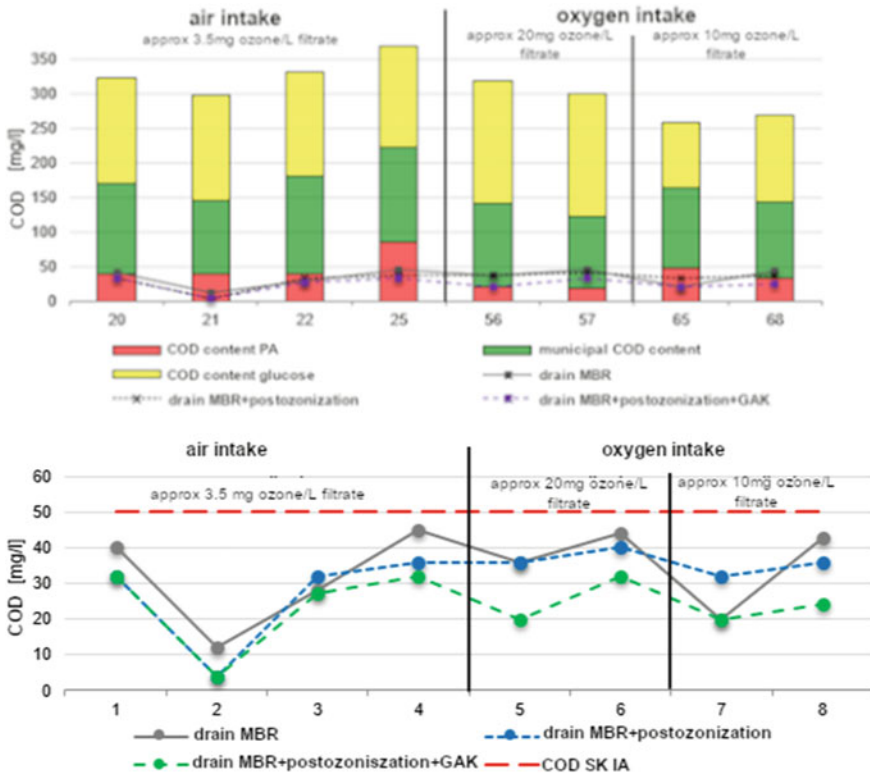 air intake
oxygen intake
approx 3.5mg ozone/L filtrate
approx 20mg ozone/L filtrate
approx 10mg ozone/L filtrate
COD [mg/l]
350
300
250
200
150
100
50
0
20 21 22 25 56 57 65 68
COD content PA
municipal COD content
COD content glucose
drain MBR
drain MBR+postozonization
drain MBR+postozonization+GAK
air intake
oxygen intake
approx 3.5 mg ozone/L filtrate
approx 20mg ozone/L
filtrate
approx 10mg ozone/L
filtrate
COD [mg/l]
60
50
40
30
20
10
0
1 2 3 4 5 6 7 8
drain MBR
drain MBR+postozonization
drain MBR+postozoniszation+GAK
COD SK IA